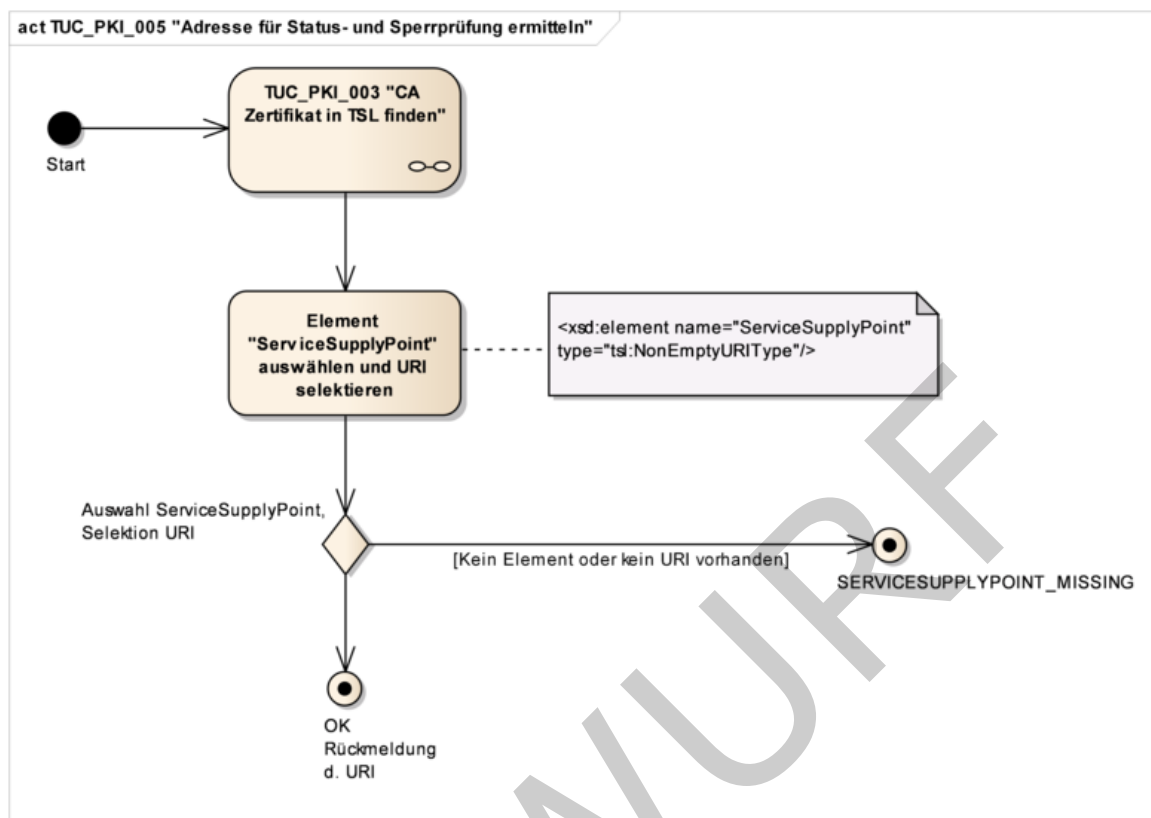 act TUC_PKI_005 "Adresse für Status- und Sperrprüfung ermitteln"
TUC_PKI_003 "CA
Zertifikat in TSL finden"
Start
Element
"ServiceSupplyPoint"
auswählen und URI
selektieren
<xsd:element name="ServiceSupplyPoint"
type="tsl:NonEmptyURIType"/>
Auswahl ServiceSupplyPoint,
Selektion URI
[Kein Element oder kein URI vorhanden]
SERVICESUPPLYPOINT_MISSING
OK
Rückmeldung
d. URI
WURF